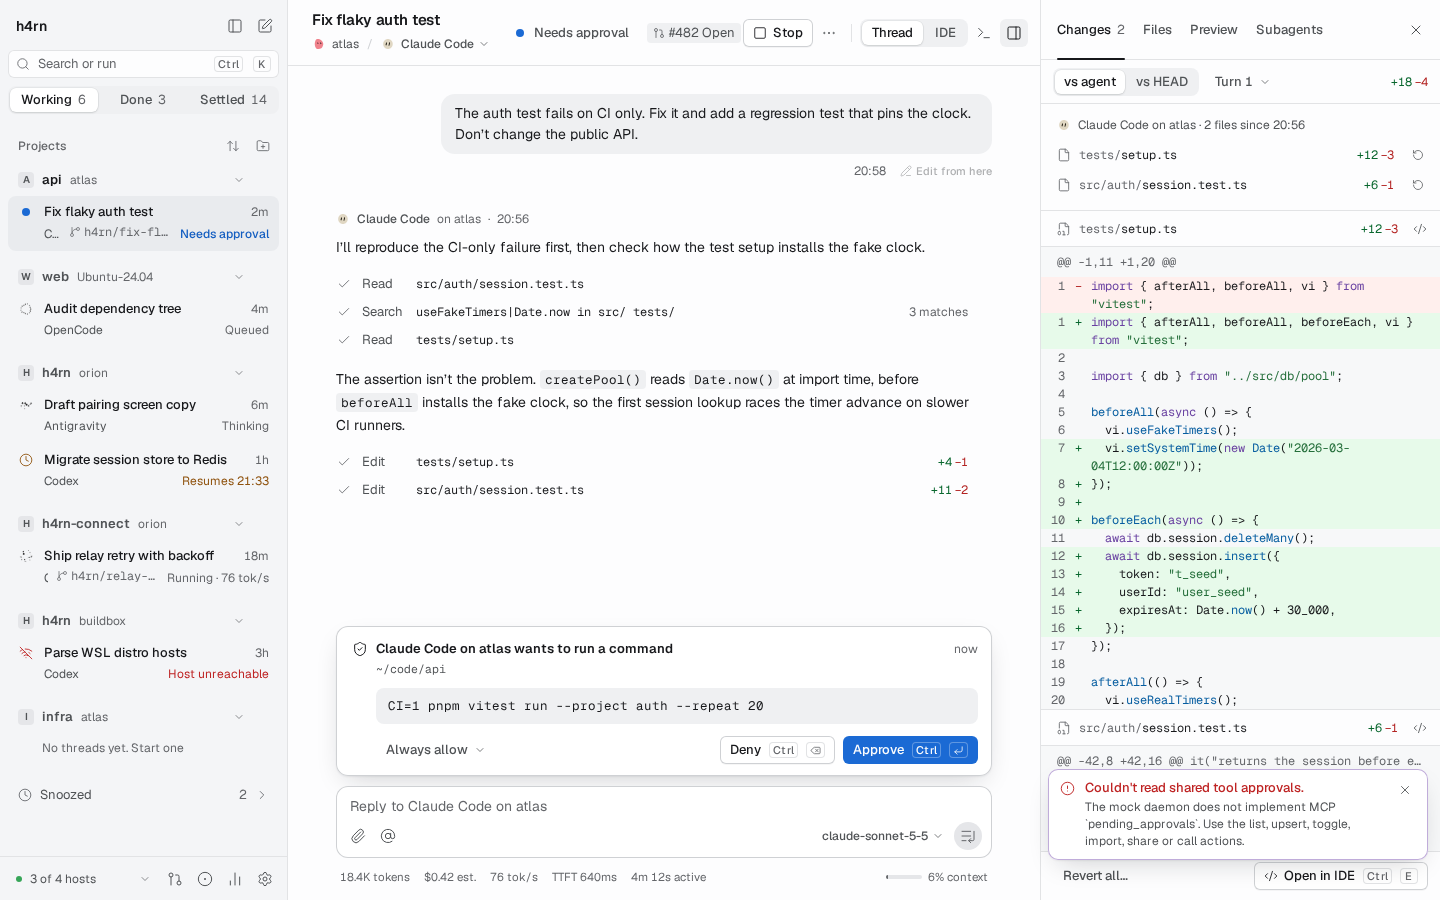 h4rn
Search or run Ctrl K
Working 6 Done 3 Settled 14
Projects
A api atlas
Fix flaky auth test 2m
C... h4rn/fix-fl... Needs approval
W web Ubuntu-24.04
Audit dependency tree 4m
OpenCode Queued
H h4rn orion
Draft pairing screen copy 6m
Antigravity Thinking
Migrate session store to Redis 1h
Codex Resumes 21:33
H h4rn-connect orion
Ship relay retry with backoff 18m
h4rn/relay-... Running · 76 tok/s
H h4rn buildbox
Parse WSL distro hosts 3h
Codex Host unreachable
I infra atlas
No threads yet. Start one
Snoozed 2
3 of 4 hosts
Fix flaky auth test
atlas / Claude Code
Needs approval #482 Open Stop ··· Thread IDE
The auth test fails on CI only. Fix it and add a regression test that pins the clock.
Don't change the public API.
20:58 Edit from here
Claude Code on atlas · 20:56
I'll reproduce the CI-only failure first, then check how the test setup installs the fake clock.
Read src/auth/session.test.ts
Search useFakeTimers|Date.now in src/ tests/ 3 matches
Read tests/setup.ts
The assertion isn't the problem. createPool() reads Date.now() at import time, before
beforeAll installs the fake clock, so the first session lookup races the timer advance on slower
CI runners.
Edit tests/setup.ts +4 −1
Edit src/auth/session.test.ts +11 −2
Claude Code on atlas wants to run a command now
~/code/api
CI=1 pnpm vitest run --project auth --repeat 20
Always allow Deny Ctrl Approve Ctrl
Reply to Claude Code on atlas
claude-sonnet-5-5
18.4K tokens $0.42 est. 76 tok/s TTFT 640ms 4m 12s active 6% context
Changes 2 Files Preview Subagents
vs agent vs HEAD Turn 1 +18 −4
Claude Code on atlas · 2 files since 20:56
tests/setup.ts +12 −3
src/auth/session.test.ts +6 −1
tests/setup.ts +12 −3
@@ -1,11 +1,20 @@
1 − import { afterAll, beforeAll, vi } from
"vitest";
1 + import { afterAll, beforeAll, beforeEach, vi }
from "vitest";
2
3 import { db } from "../src/db/pool";
4
5 beforeAll(async () => {
6 vi.useFakeTimers();
7 + vi.setSystemTime(new Date("2026-03-
04T12:00:00Z"));
8 + });
9 +
10 + beforeEach(async () => {
11 await db.session.deleteMany();
12 + await db.session.insert({
13 + token: "t_seed",
14 + userId: "user_seed",
15 + expiresAt: Date.now() + 30_000,
16 + });
17 });
18
19 afterAll(() => {
20 vi.useRealTimers();
src/auth/session.test.ts +6 −1
@@ -42,8 +42,16 @@ it("returns the session before e...
Couldn't read shared tool approvals.
The mock daemon does not implement MCP
`pending_approvals`. Use the list, upsert, toggle,
import, share or call actions.
Revert all... Open in IDE Ctrl E